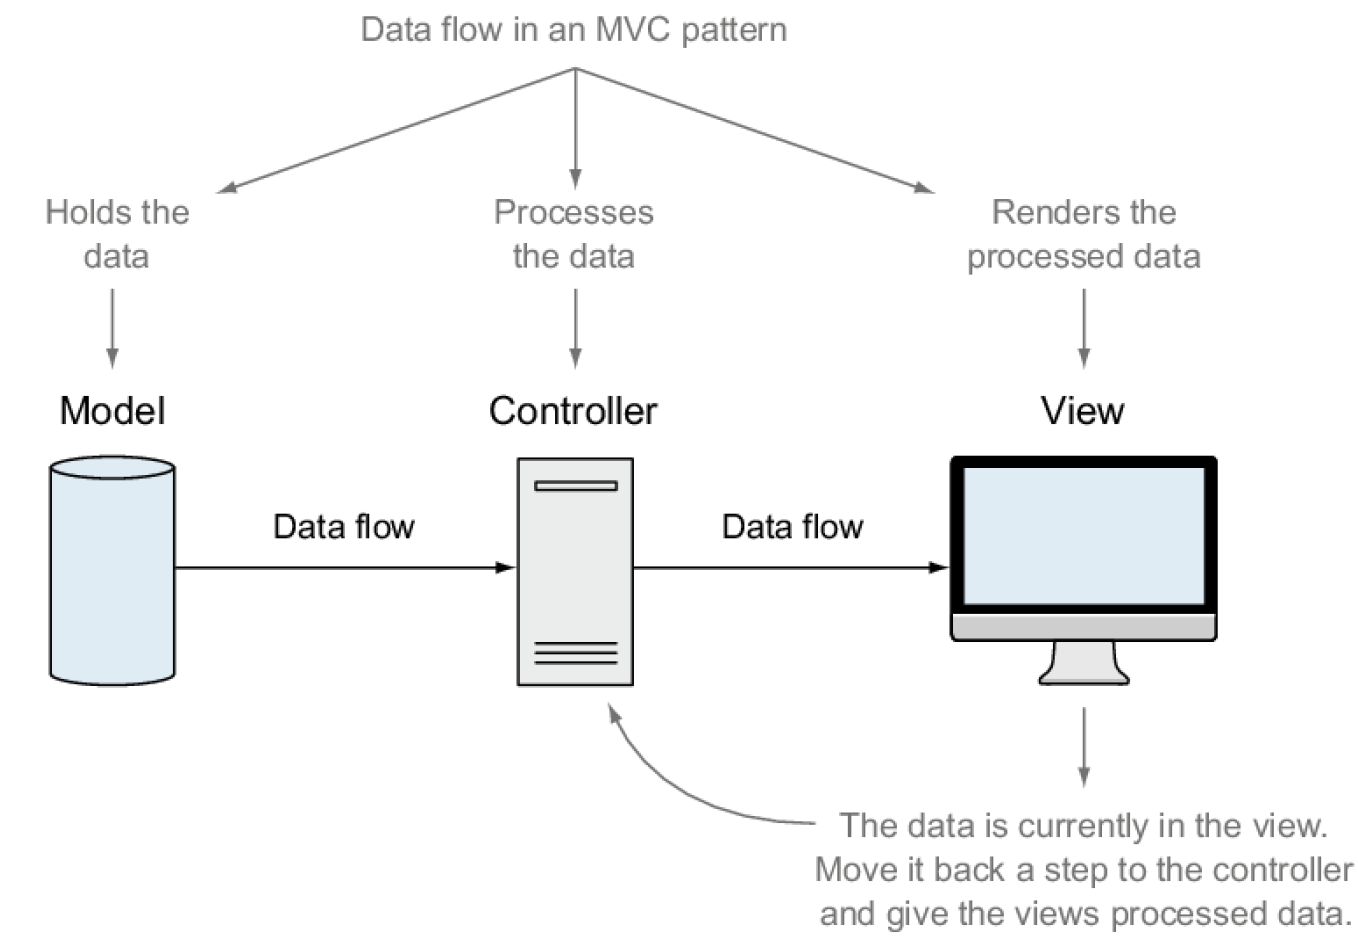 Data flow in an MVC pattern
Holds the
data
Processes
the data
Renders the
processed data
Model
Controller
View
Data flow
Data flow
The data is currently in the view.
Move it back a step to the controller
and give the views processed data.